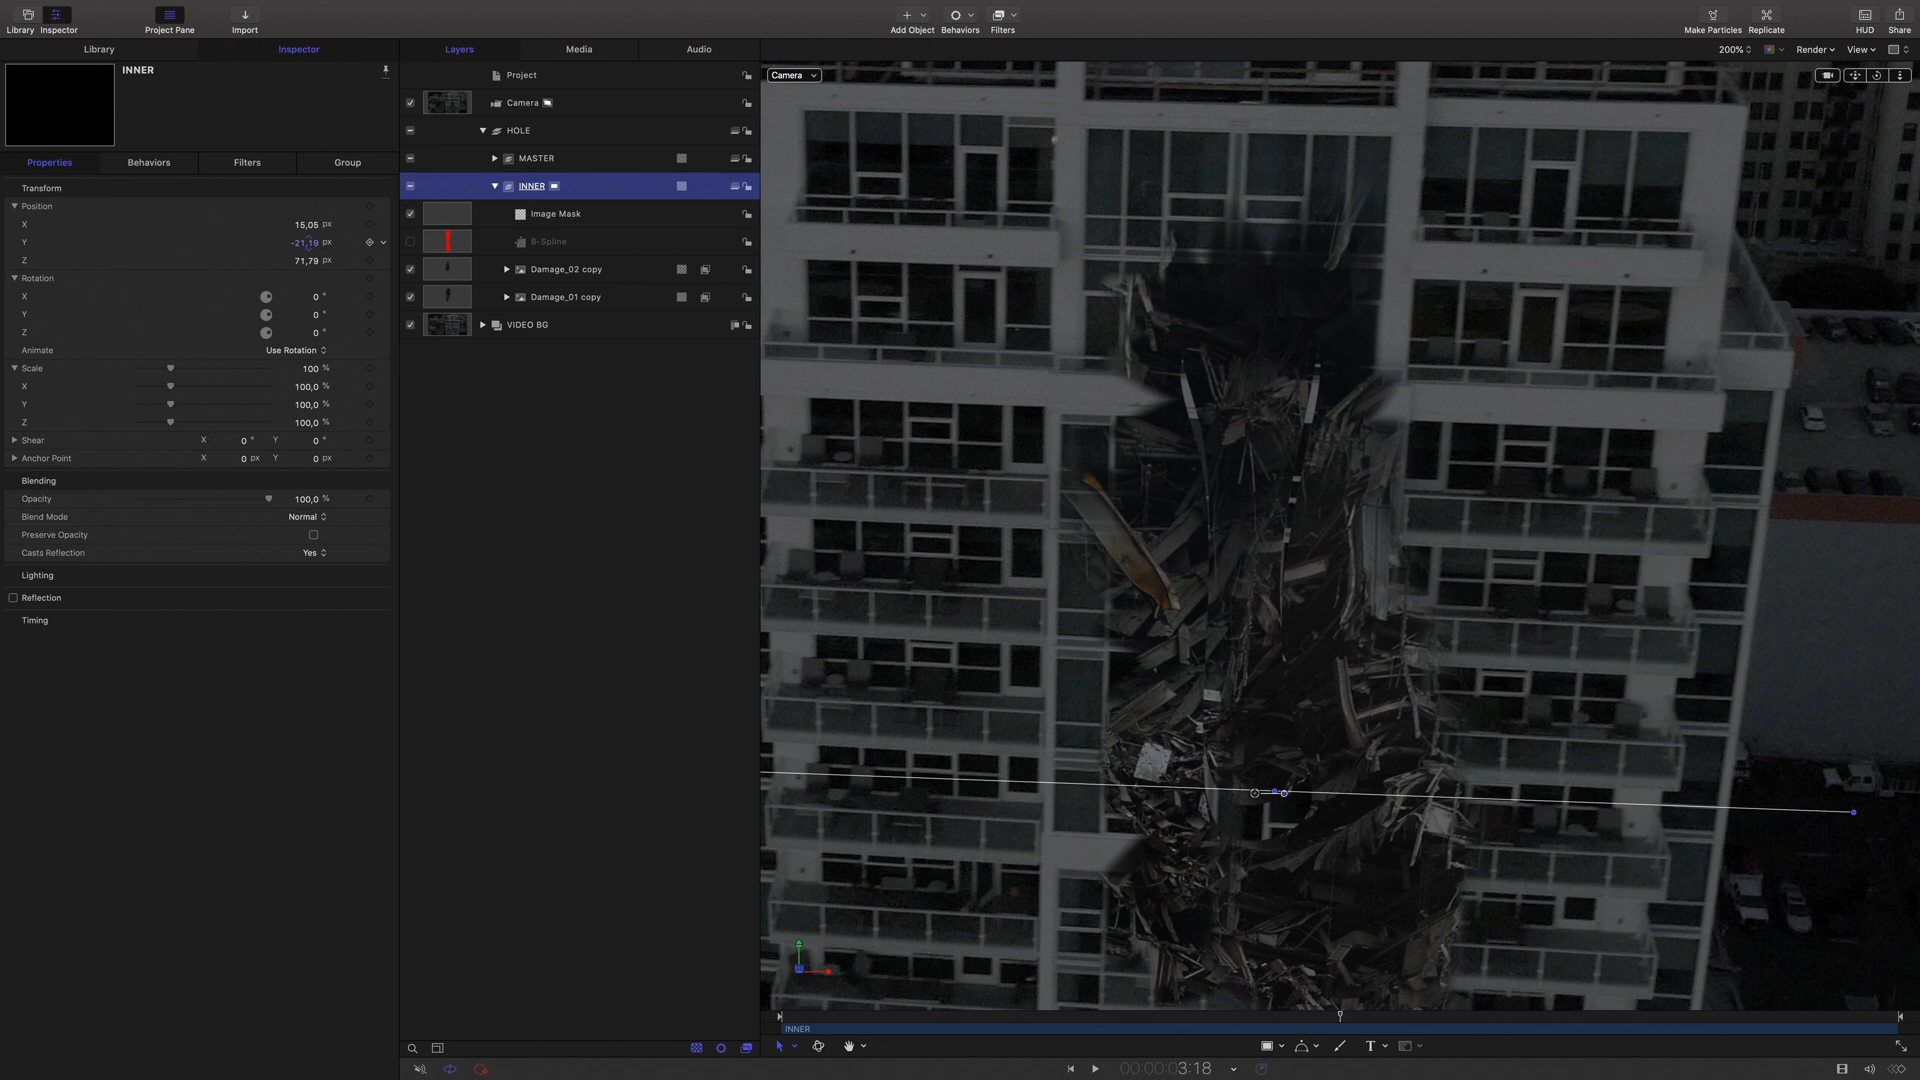 Library Inspector Project Pane Import Add Object Behaviors Filters Make Particles Replicate HUD Share
Library Inspector Layers Media Audio 200% Render View
INNER
Properties Behaviors Filters Group
Transform
Position
X 15,05 px
Y -21,19 px
Z 71,79 px
Rotation
X 0 °
Y 0 °
Z 0 °
Animate Use Rotation
Scale 100 %
X 100,0 %
Y 100,0 %
Z 100,0 %
Shear X 0 ° Y 0 °
Anchor Point X 0 px Y 0 px
Blending
Opacity 100,0 %
Blend Mode Normal
Preserve Opacity
Casts Reflection Yes
Lighting
Reflection
Timing
Project
Camera
HOLE
MASTER
INNER
Image Mask
B-Spline
Damage_02 copy
Damage_01 copy
VIDEO BG
Camera
INNER
T
00:00:03:18